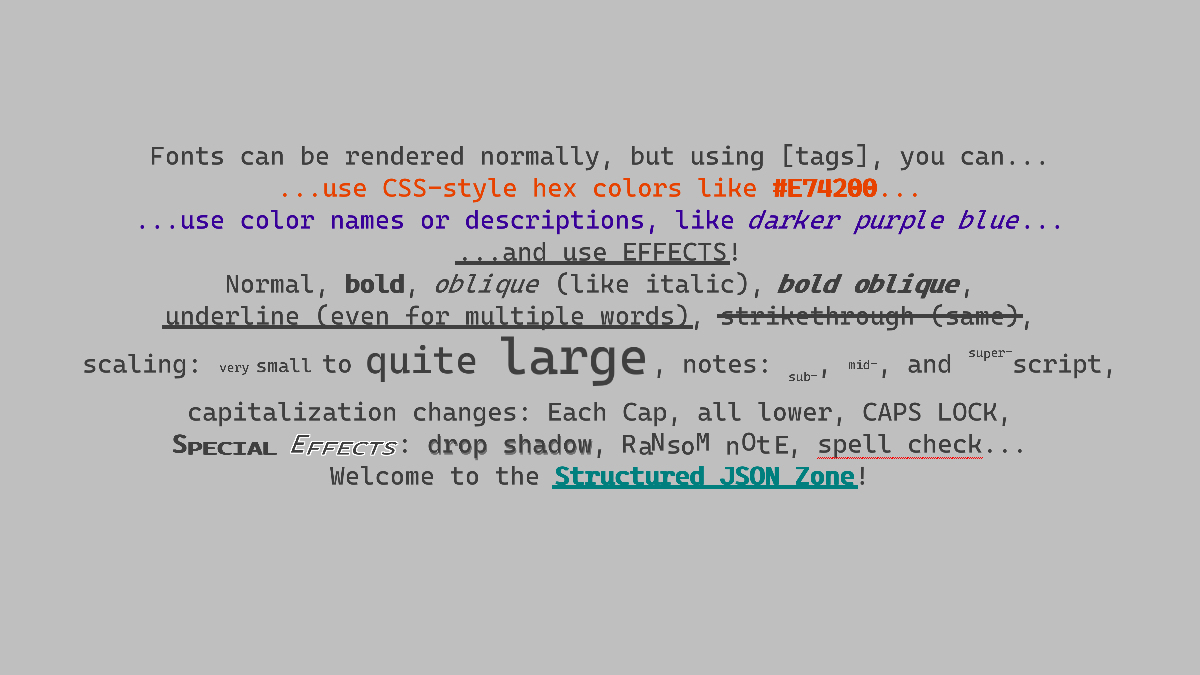 Fonts can be rendered normally, but using [tags], you can...
...use CSS-style hex colors like #E74200...
...use color names or descriptions, like darker purple blue...
...and use EFFECTS!
Normal, bold, oblique (like italic), bold oblique,
underline (even for multiple words), strikethrough (same),
scaling: very small to quite large, notes: sub-, mid-, and super-script,
capitalization changes: Each Cap, all lower, CAPS LOCK,
SPECIAL EFFECTS: drop shadow, RaNsoM nOtE, spell check...
Welcome to the Structured JSON Zone!